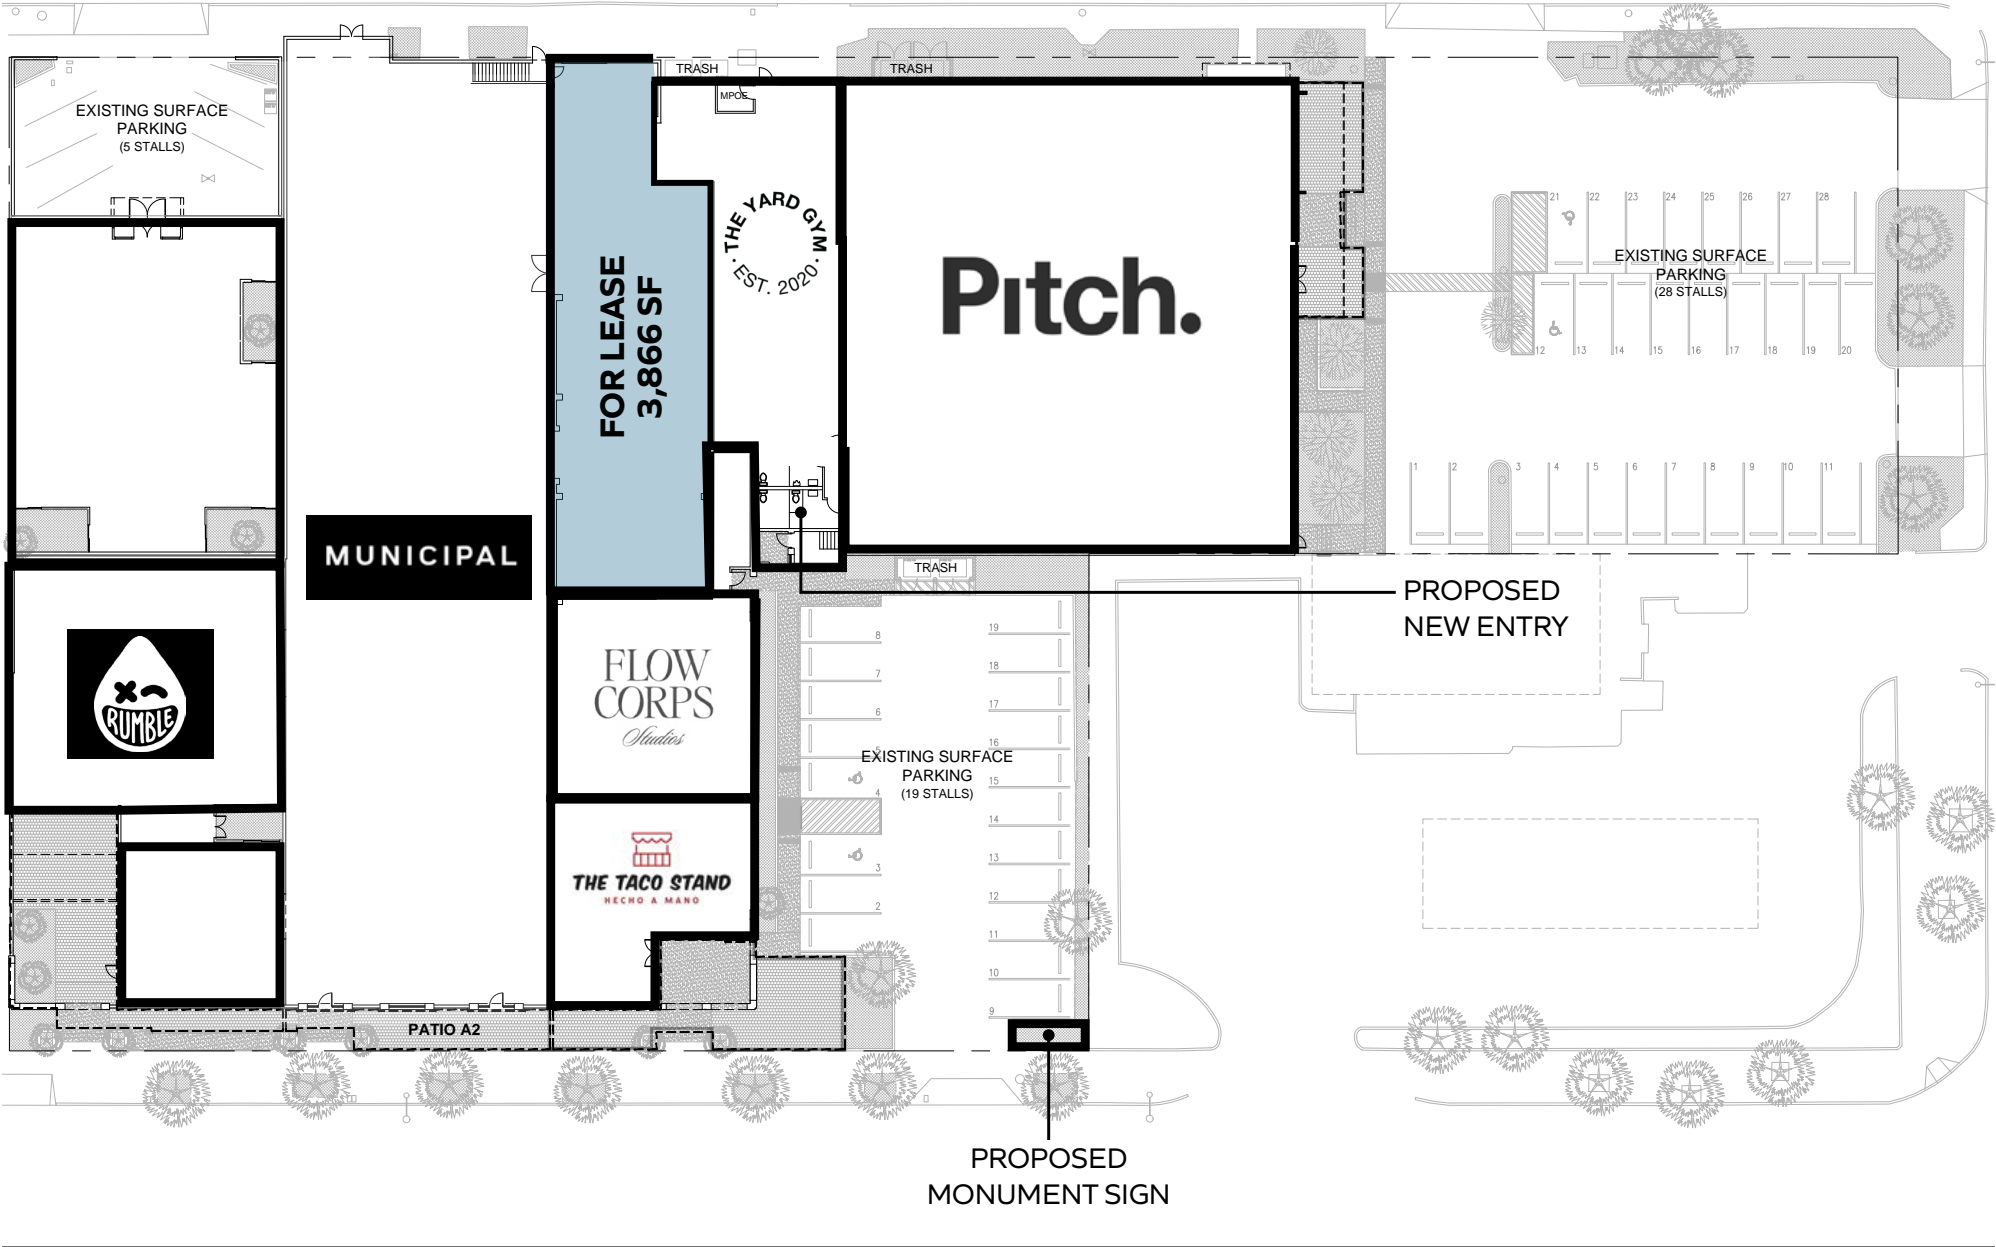 TRASH
TRASH
MPOE
EXISTING SURFACE
PARKING
(5 STALLS)
THE YARD GYM
· EST. 2020 ·
FOR LEASE
3,866 SF
Pitch.
21
22
23
24
25
26
27
28
EXISTING SURFACE
PARKING
(28 STALLS)
12
13
14
15
16
17
18
19
20
1
2
3
4
5
6
7
8
9
10
11
MUNICIPAL
TRASH
PROPOSED
NEW ENTRY
RUMBLE
FLOW
CORPS
Studios
8
7
6
5
4
3
2
19
18
17
16
15
14
13
12
11
10
9
EXISTING SURFACE
PARKING
(19 STALLS)
THE TACO STAND
HECHO A MANO
PATIO A2
PROPOSED
MONUMENT SIGN